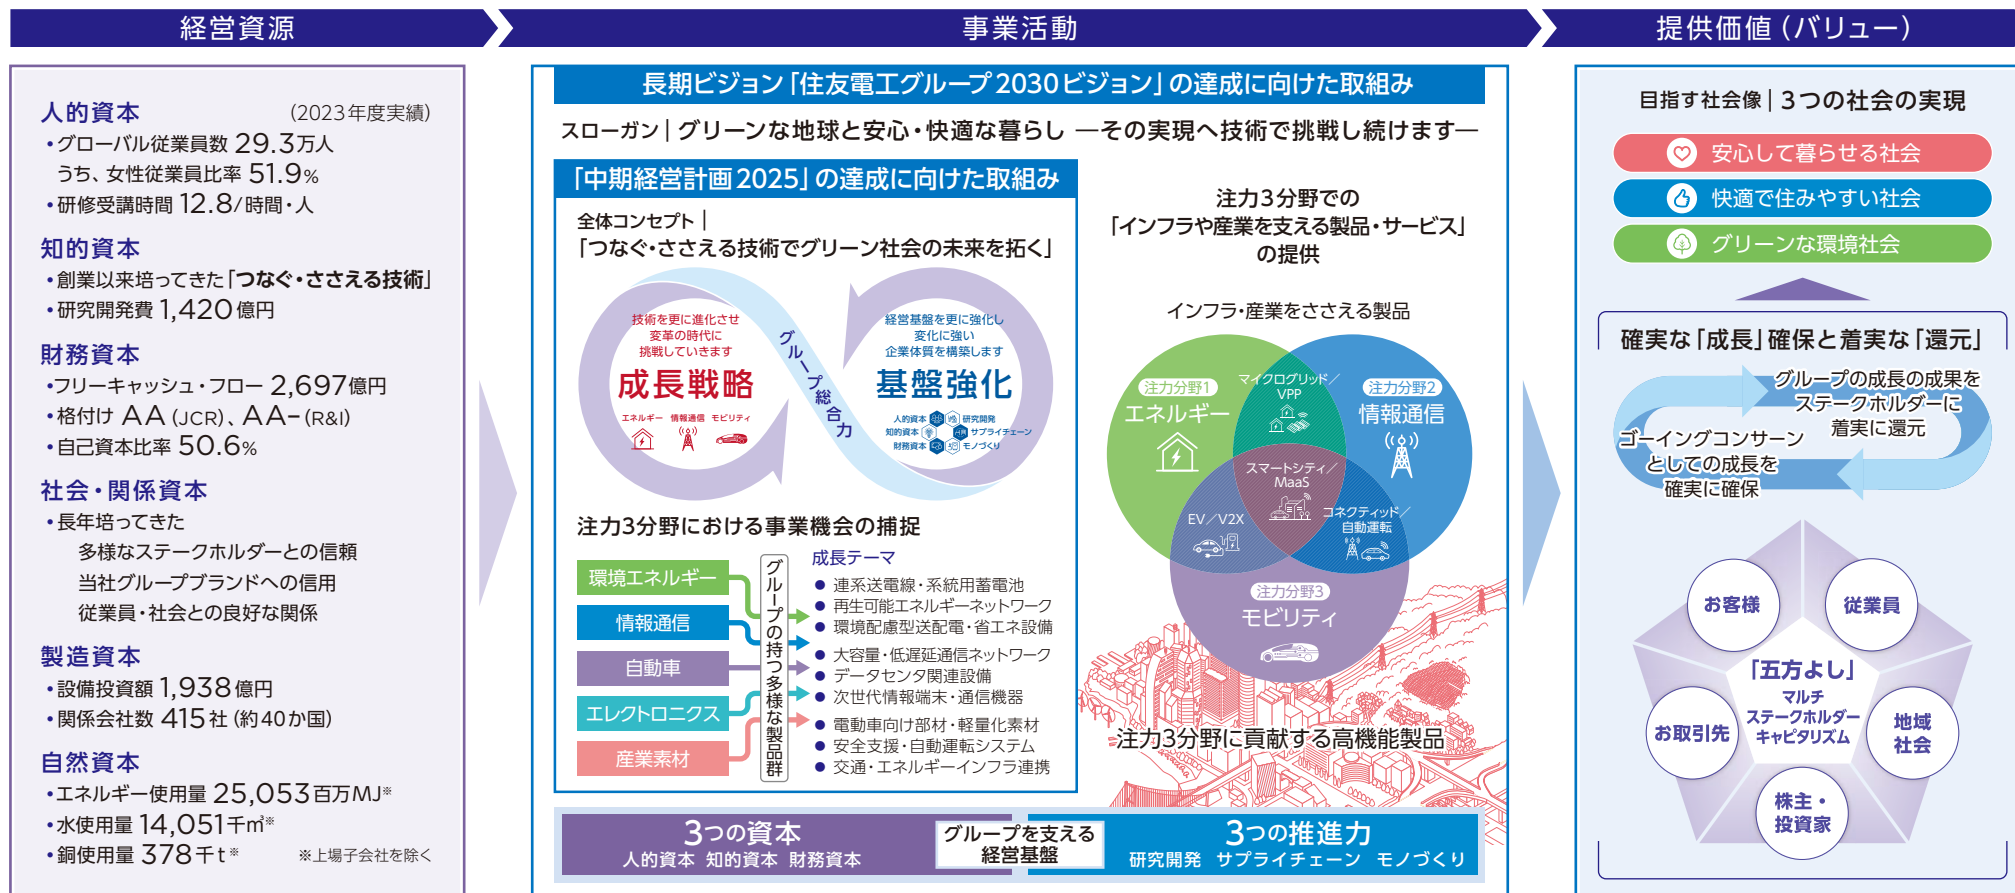 経営資源
事業活動
提供価値（バリュー）
人的資本
（2023年度実績）
•グローバル従業員数 29.3万人
うち、女性従業員比率 51.9%
•研修受講時間 12.8/時間・人
知的資本
•創業以来培ってきた「つなぐ・ささえる技術」
•研究開発費 1,420億円
財務資本
•フリーキャッシュ・フロー 2,697億円
•格付け AA（JCR）、AA−（R&I）
•自己資本比率 50.6%
社会・関係資本
•長年培ってきた
多様なステークホルダーとの信頼
当社グループブランドへの信用
従業員・社会との良好な関係
製造資本
•設備投資額 1,938億円
•関係会社数 415社（約40か国）
自然資本
•エネルギー使用量 25,053百万MJ※
•水使用量 14,051千㎥※
•銅使用量 378千t※
※上場子会社を除く
長期ビジョン「住友電工グループ2030ビジョン」の達成に向けた取組み
スローガン｜グリーンな地球と安心・快適な暮らし ―その実現へ技術で挑戦し続けます―
「中期経営計画2025」の達成に向けた取組み
全体コンセプト｜
「つなぐ・ささえる技術でグリーン社会の未来を拓く」
技術を更に進化させ
変革の時代に
挑戦していきます
成長戦略
エネルギー 情報通信 モビリティ
グループ総合力
経営基盤を更に強化し
変化に強い
企業体質を構築します
基盤強化
人的資本 研究開発
知的資本 サプライチェーン
財務資本 モノづくり
注力3分野における事業機会の捕捉
環境エネルギー
情報通信
自動車
エレクトロニクス
産業素材
グループの持つ多様な製品群
成長テーマ
● 連系送電線・系統用蓄電池
● 再生可能エネルギーネットワーク
● 環境配慮型送配電・省エネ設備
● 大容量・低遅延通信ネットワーク
● データセンタ関連設備
● 次世代情報端末・通信機器
● 電動車向け部材・軽量化素材
● 安全支援・自動運転システム
● 交通・エネルギーインフラ連携
注力3分野での
「インフラや産業を支える製品・サービス」
の提供
インフラ・産業をささえる製品
注力分野1
エネルギー
マイクログリッド／
VPP
注力分野2
情報通信
スマートシティ／
MaaS
EV／V2X
コネクティッド／
自動運転
注力分野3
モビリティ
注力3分野に貢献する高機能製品
3つの資本
人的資本 知的資本 財務資本
グループを支える
経営基盤
3つの推進力
研究開発 サプライチェーン モノづくり
目指す社会像｜3つの社会の実現
安心して暮らせる社会
快適で住みやすい社会
グリーンな環境社会
確実な「成長」確保と着実な「還元」
グループの成長の成果を
ステークホルダーに
着実に還元
ゴーイングコンサーン
としての成長を
確実に確保
お客様
従業員
「五方よし」
マルチ
ステークホルダー
キャピタリズム
お取引先
地域
社会
株主・
投資家